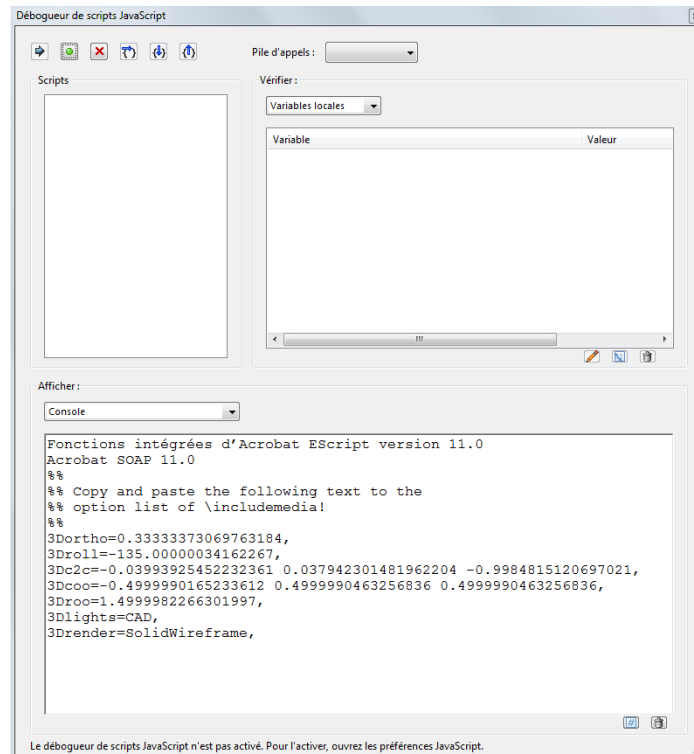 Débogueur de scripts JavaScript
Pile d'appels :
Scripts
Vérifier :
Variables locales
Variable Valeur
Afficher :
Console
Fonctions intégrées d'Acrobat EScript version 11.0
Acrobat SOAP 11.0
%%
%% Copy and paste the following text to the
%% option list of \includemedia!
%%
3Dortho=0.33333373069763184,
3Droll=-135.00000034162267,
3Dc2c=-0.03993925452232361 0.037942301481962204 -0.9984815120697021,
3Dcoo=-0.4999990165233612 0.4999990463256836 0.4999990463256836,
3Droo=1.4999982266301997,
3Dlights=CAD,
3Drender=SolidWireframe,
Le débogueur de scripts JavaScript n'est pas activé. Pour l'activer, ouvrez les préférences JavaScript.